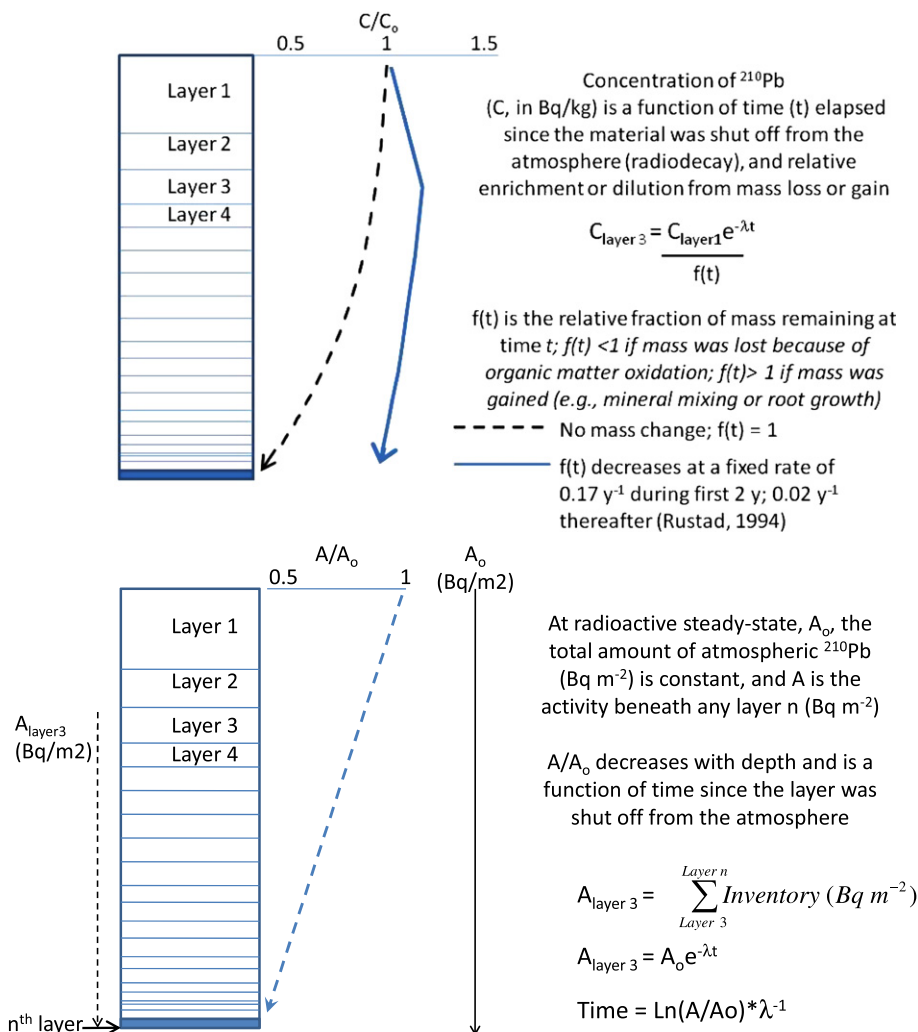 C/Cₒ
0.5 1 1.5
Layer 1
Layer 2
Layer 3
Layer 4
Concentration of ²¹⁰Pb
(C, in Bq/kg) is a function of time (t) elapsed
since the material was shut off from the
atmosphere (radiodecay), and relative
enrichment or dilution from mass loss or gain
C_layer 3 = C_layer1e^-λt
f(t)
f(t) is the relative fraction of mass remaining at
time t; f(t) <1 if mass was lost because of
organic matter oxidation; f(t)> 1 if mass was
gained (e.g., mineral mixing or root growth)
No mass change; f(t) = 1
f(t) decreases at a fixed rate of
0.17 y⁻¹ during first 2 y; 0.02 y⁻¹
thereafter (Rustad, 1994)
A/Aₒ
0.5 1
Aₒ
(Bq/m2)
Layer 1
Layer 2
Layer 3
Layer 4
A_layer3
(Bq/m2)
nᵗʰ layer
At radioactive steady-state, Aₒ, the
total amount of atmospheric ²¹⁰Pb
(Bq m⁻²) is constant, and A is the
activity beneath any layer n (Bq m⁻²)
A/Aₒ decreases with depth and is a
function of time since the layer was
shut off from the atmosphere
Layer n
A_layer 3 = ∑ Inventory (Bq m⁻²)
Layer 3
A_layer 3 = Aₒe^-λt
Time = Ln(A/Ao)*λ⁻¹